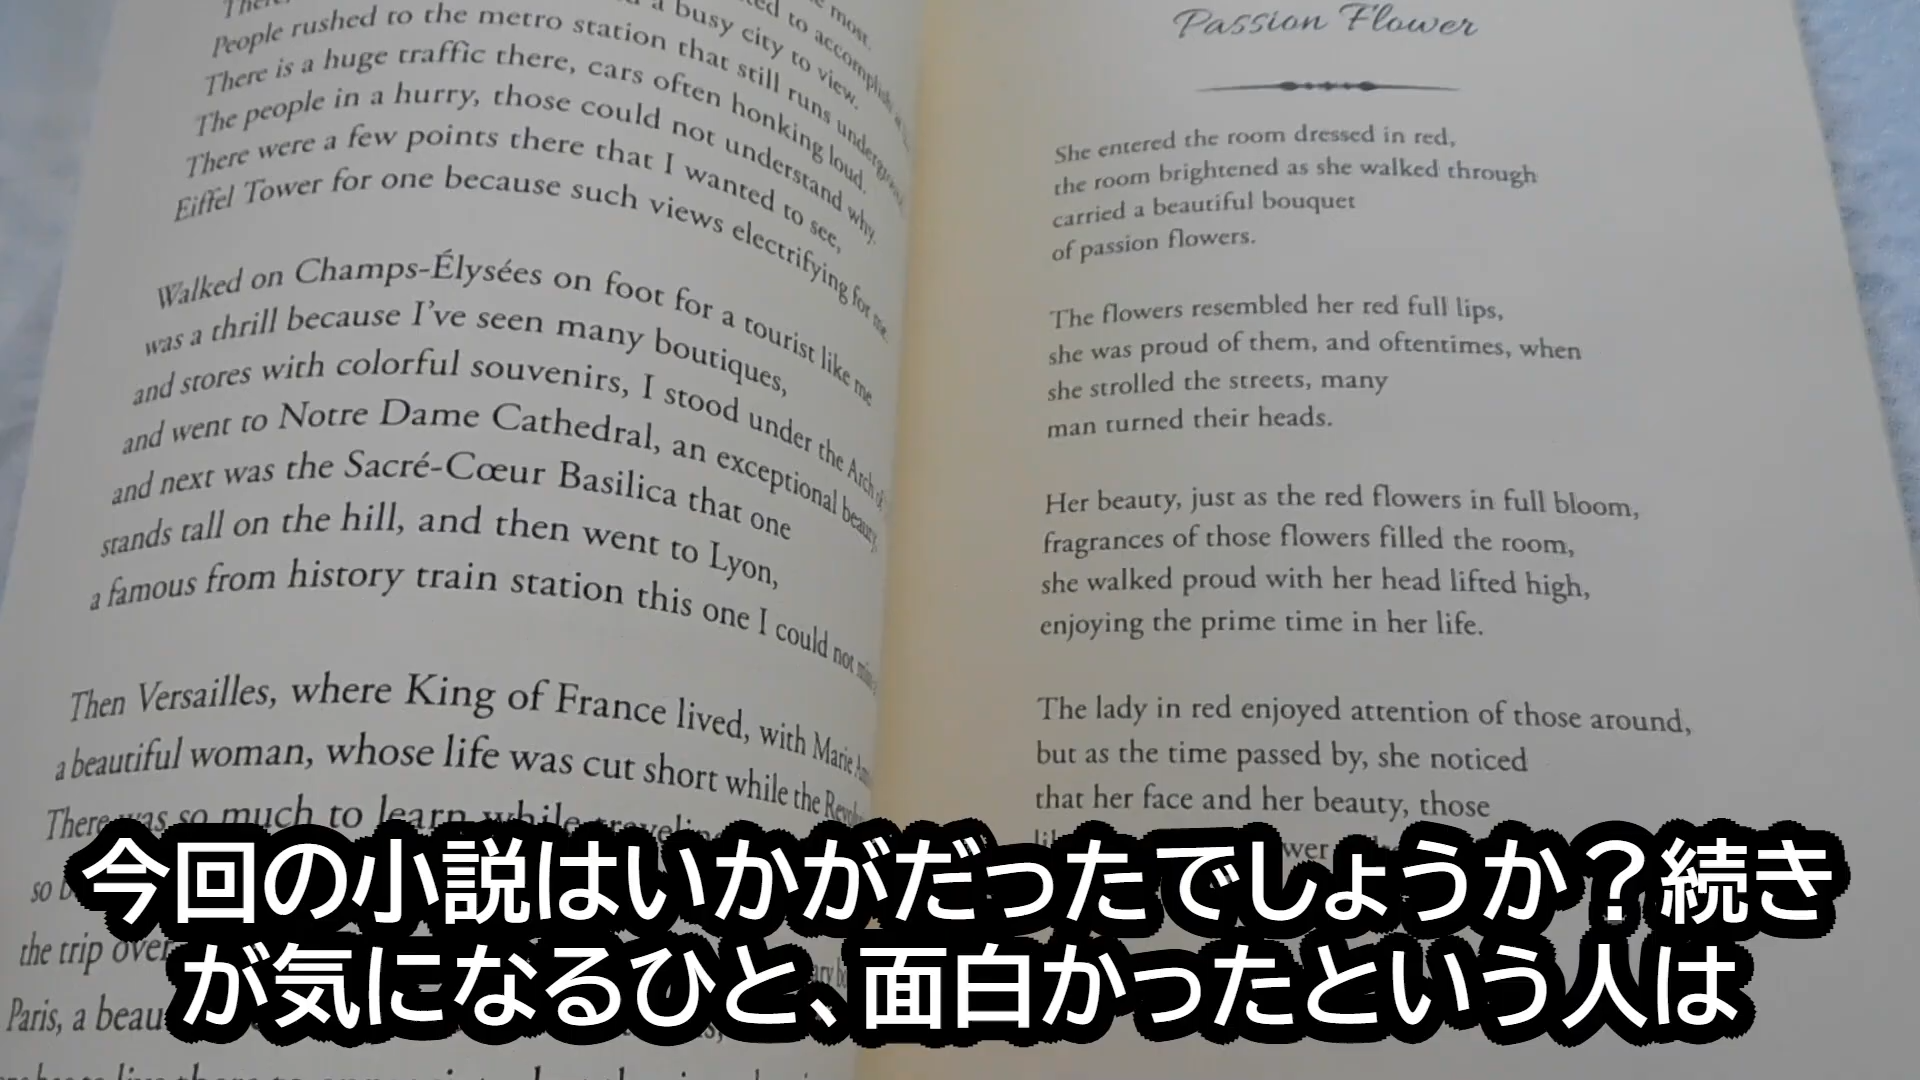 People rushed to the metro station that still runs underground.
There is a huge traffic there, cars often honking loud.
The people in a hurry, those could not understand why.
There were a few points there that I wanted to see,
Eiffel Tower for one because such views electrifying for me.
Walked on Champs-Élysées on foot for a tourist like me
was a thrill because I've seen many boutiques,
and stores with colorful souvenirs, I stood under the Arch
and went to Notre Dame Cathedral, an exceptional beauty,
and next was the Sacré-Cœur Basilica that one
stands tall on the hill, and then went to Lyon,
a famous from history train station this one I could not
Then Versailles, where King of France lived, with Marie
a beautiful woman, whose life was cut short while the
There was so much to learn while
so
the trip over
Paris, a
Passion Flower
She entered the room dressed in red,
the room brightened as she walked through
carried a beautiful bouquet
of passion flowers.
The flowers resembled her red full lips,
she was proud of them, and oftentimes, when
she strolled the streets, many
man turned their heads.
Her beauty, just as the red flowers in full bloom,
fragrances of those flowers filled the room,
she walked proud with her head lifted high,
enjoying the prime time in her life.
The lady in red enjoyed attention of those around,
but as the time passed by, she noticed
that her face and her beauty, those
今回の小説はいかがだったでしょうか？続き
が気になるひと、面白かったという人は